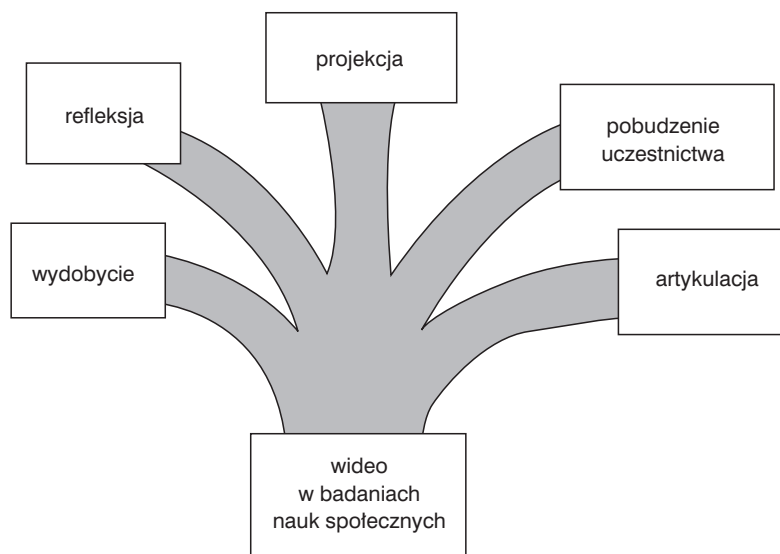 projekcja
refleksja
pobudzenie
uczestnictwa
wydobycie
artykulacja
wideo
w badaniach
nauk społecznych